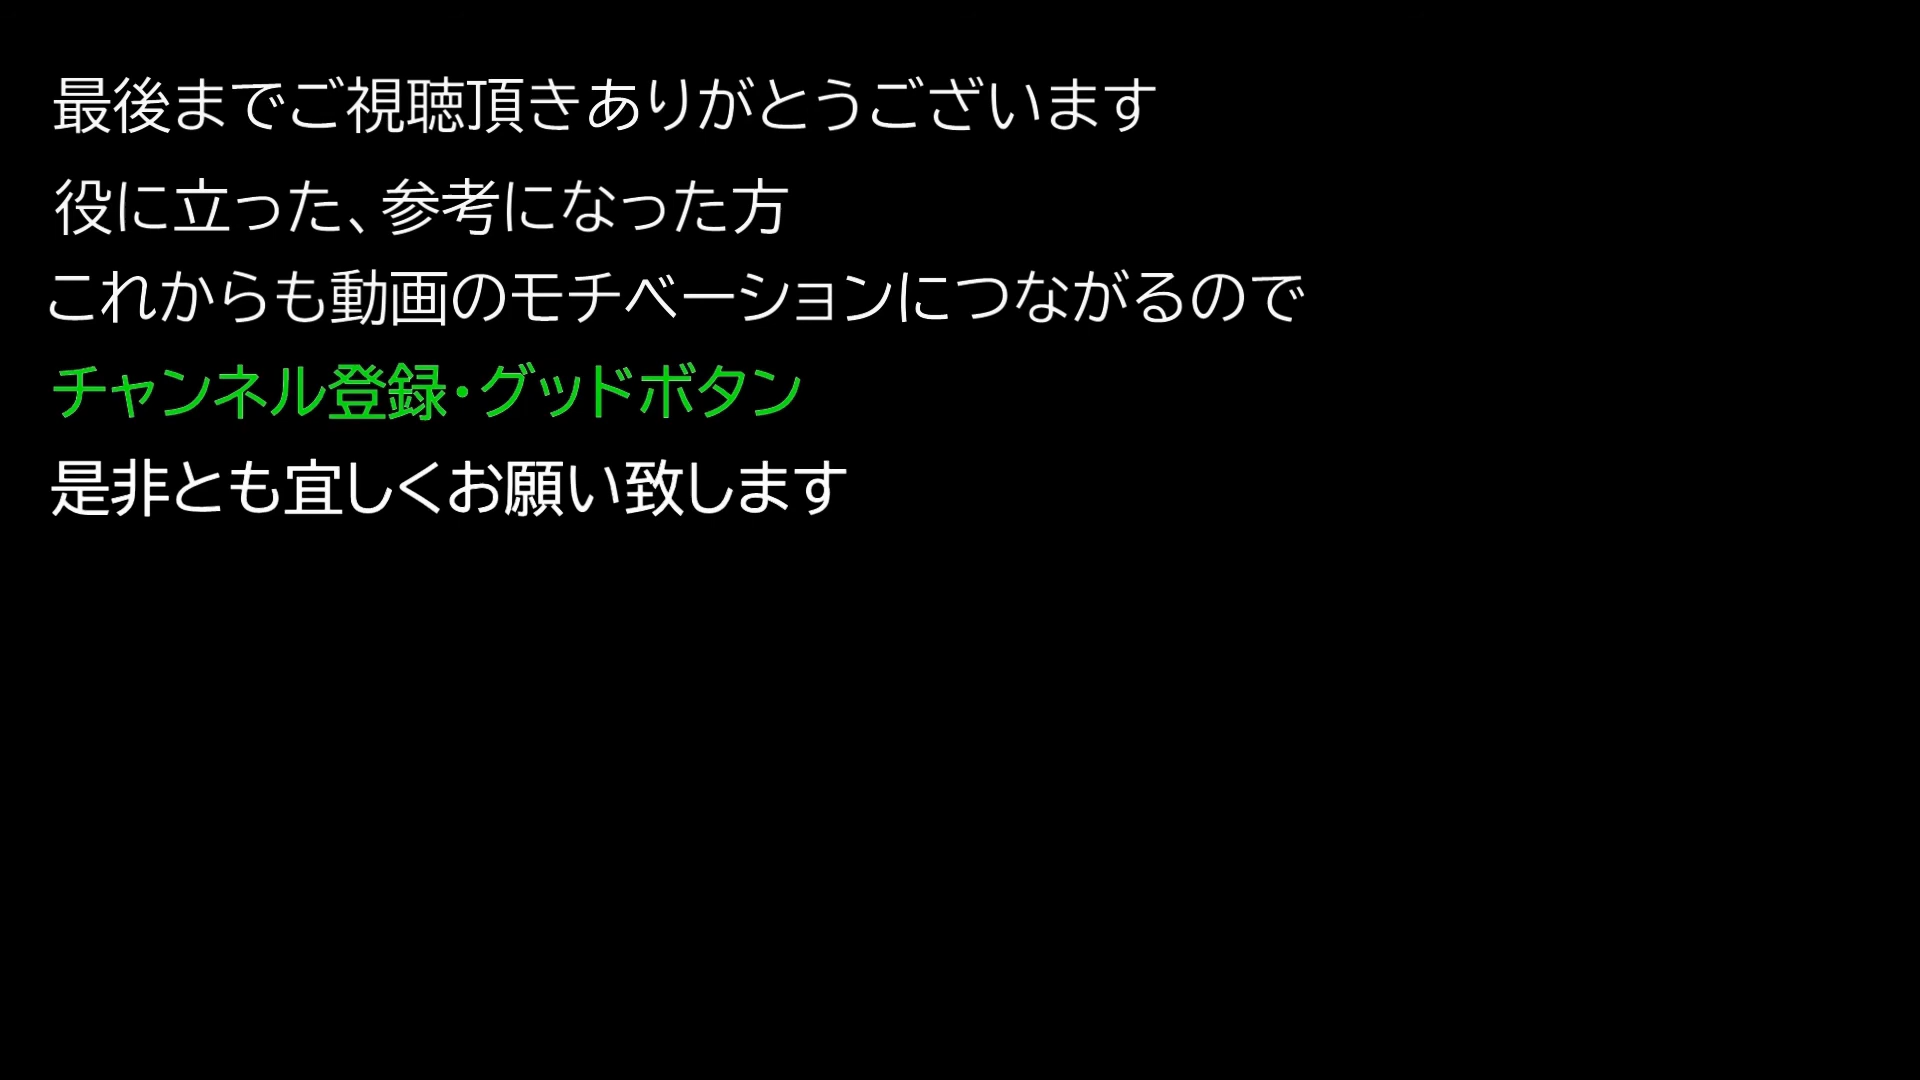 最後までご視聴頂きありがとうございます
役に立った、参考になった方
これからも動画のモチベーションにつながるので
チャンネル登録・グッドボタン
是非とも宜しくお願い致します